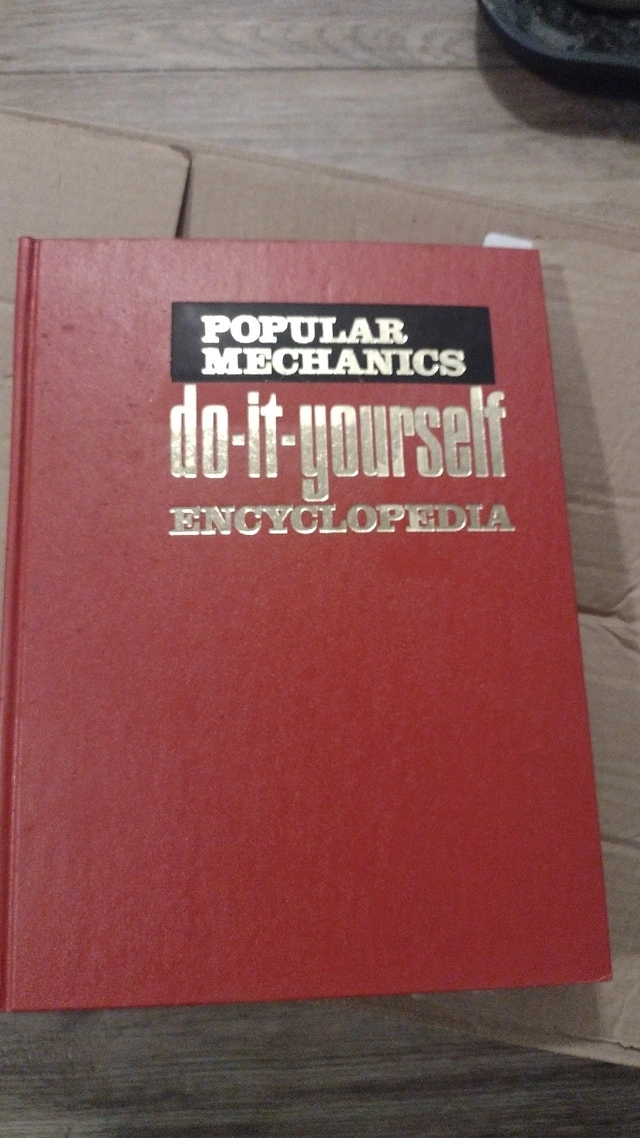 POPULAR
MECHANICS
do-it-yourself
ENCYCLOPEDIA